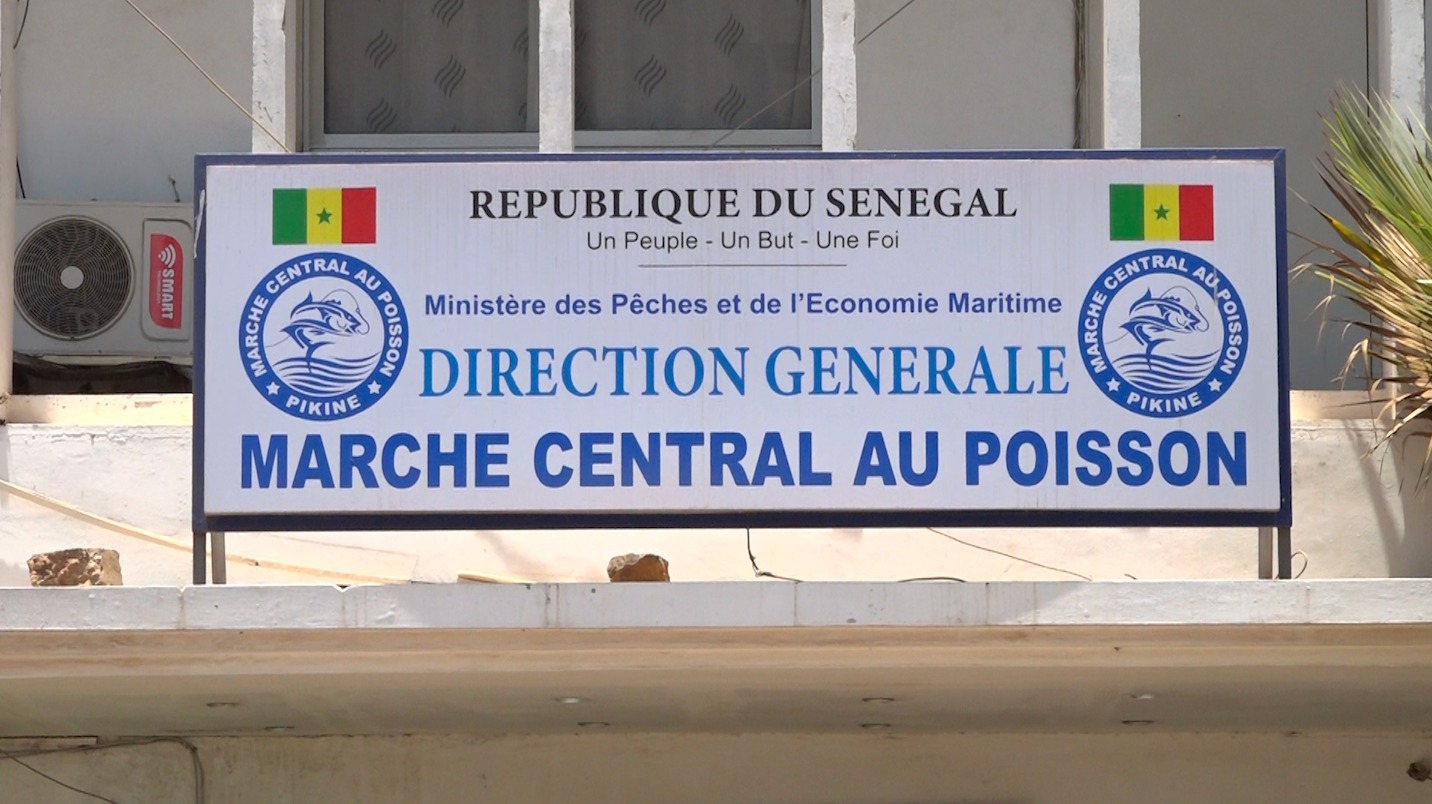 REPUBLIQUE DU SENEGAL
Un Peuple - Un But - Une Foi
Ministère des Pêches et de l'Economie Maritime
DIRECTION GENERALE
MARCHE CENTRAL AU POISSON
MARCHE CENTRAL AU POISSON
PIKINE
MARCHE CENTRAL AU POISSON
PIKINE
SMART